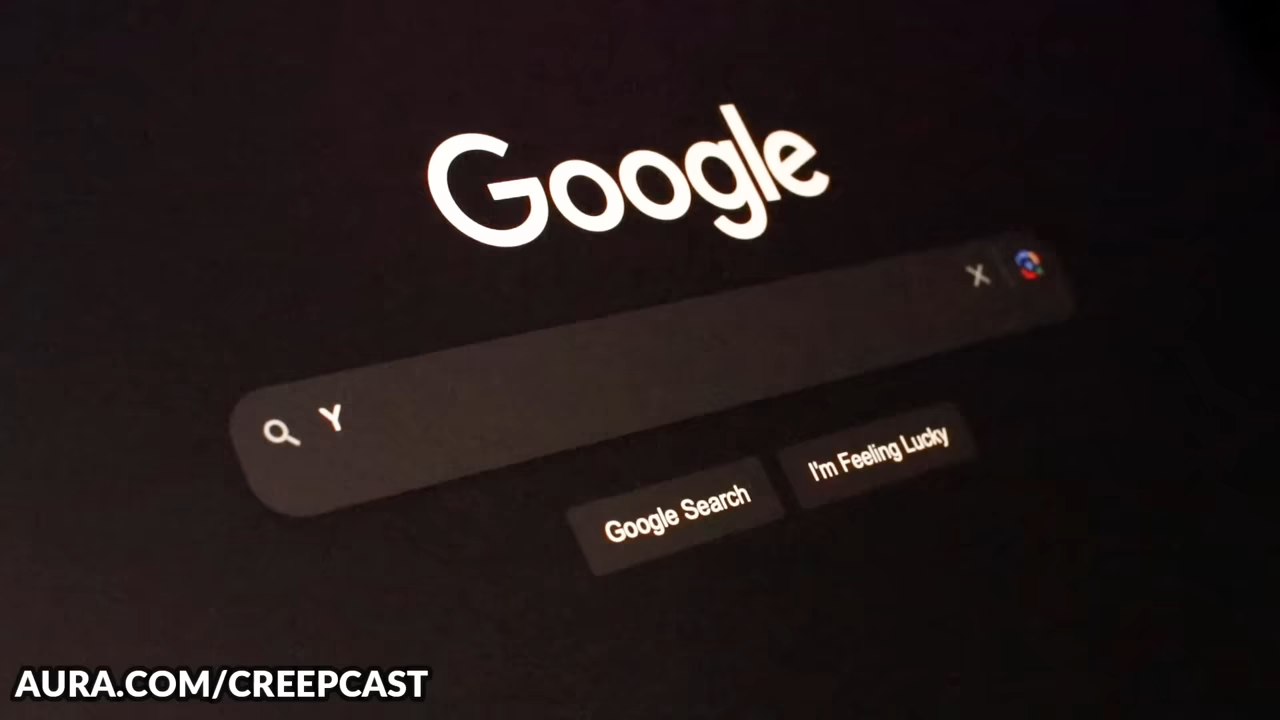 Google
Y
X
Google Search
I'm Feeling Lucky
AURA.COM/CREEPCAST